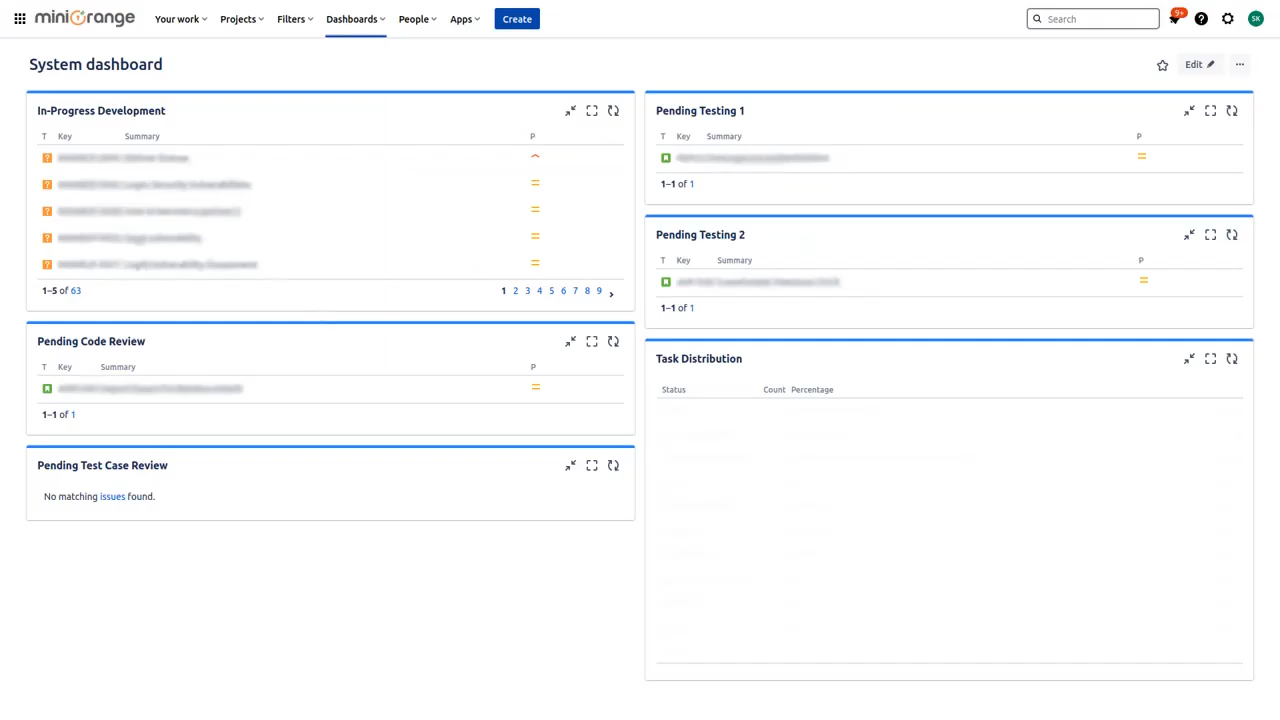 miniOrange Your work Projects Filters Dashboards People Apps Create Search 9+ SK
System dashboard
Edit
In-Progress Development
T Key Summary P
1–5 of 63
1 2 3 4 5 6 7 8 9
Pending Code Review
T Key Summary P
1–1 of 1
Pending Test Case Review
No matching issues found.
Pending Testing 1
T Key Summary P
1–1 of 1
Pending Testing 2
T Key Summary P
1–1 of 1
Task Distribution
Status Count Percentage